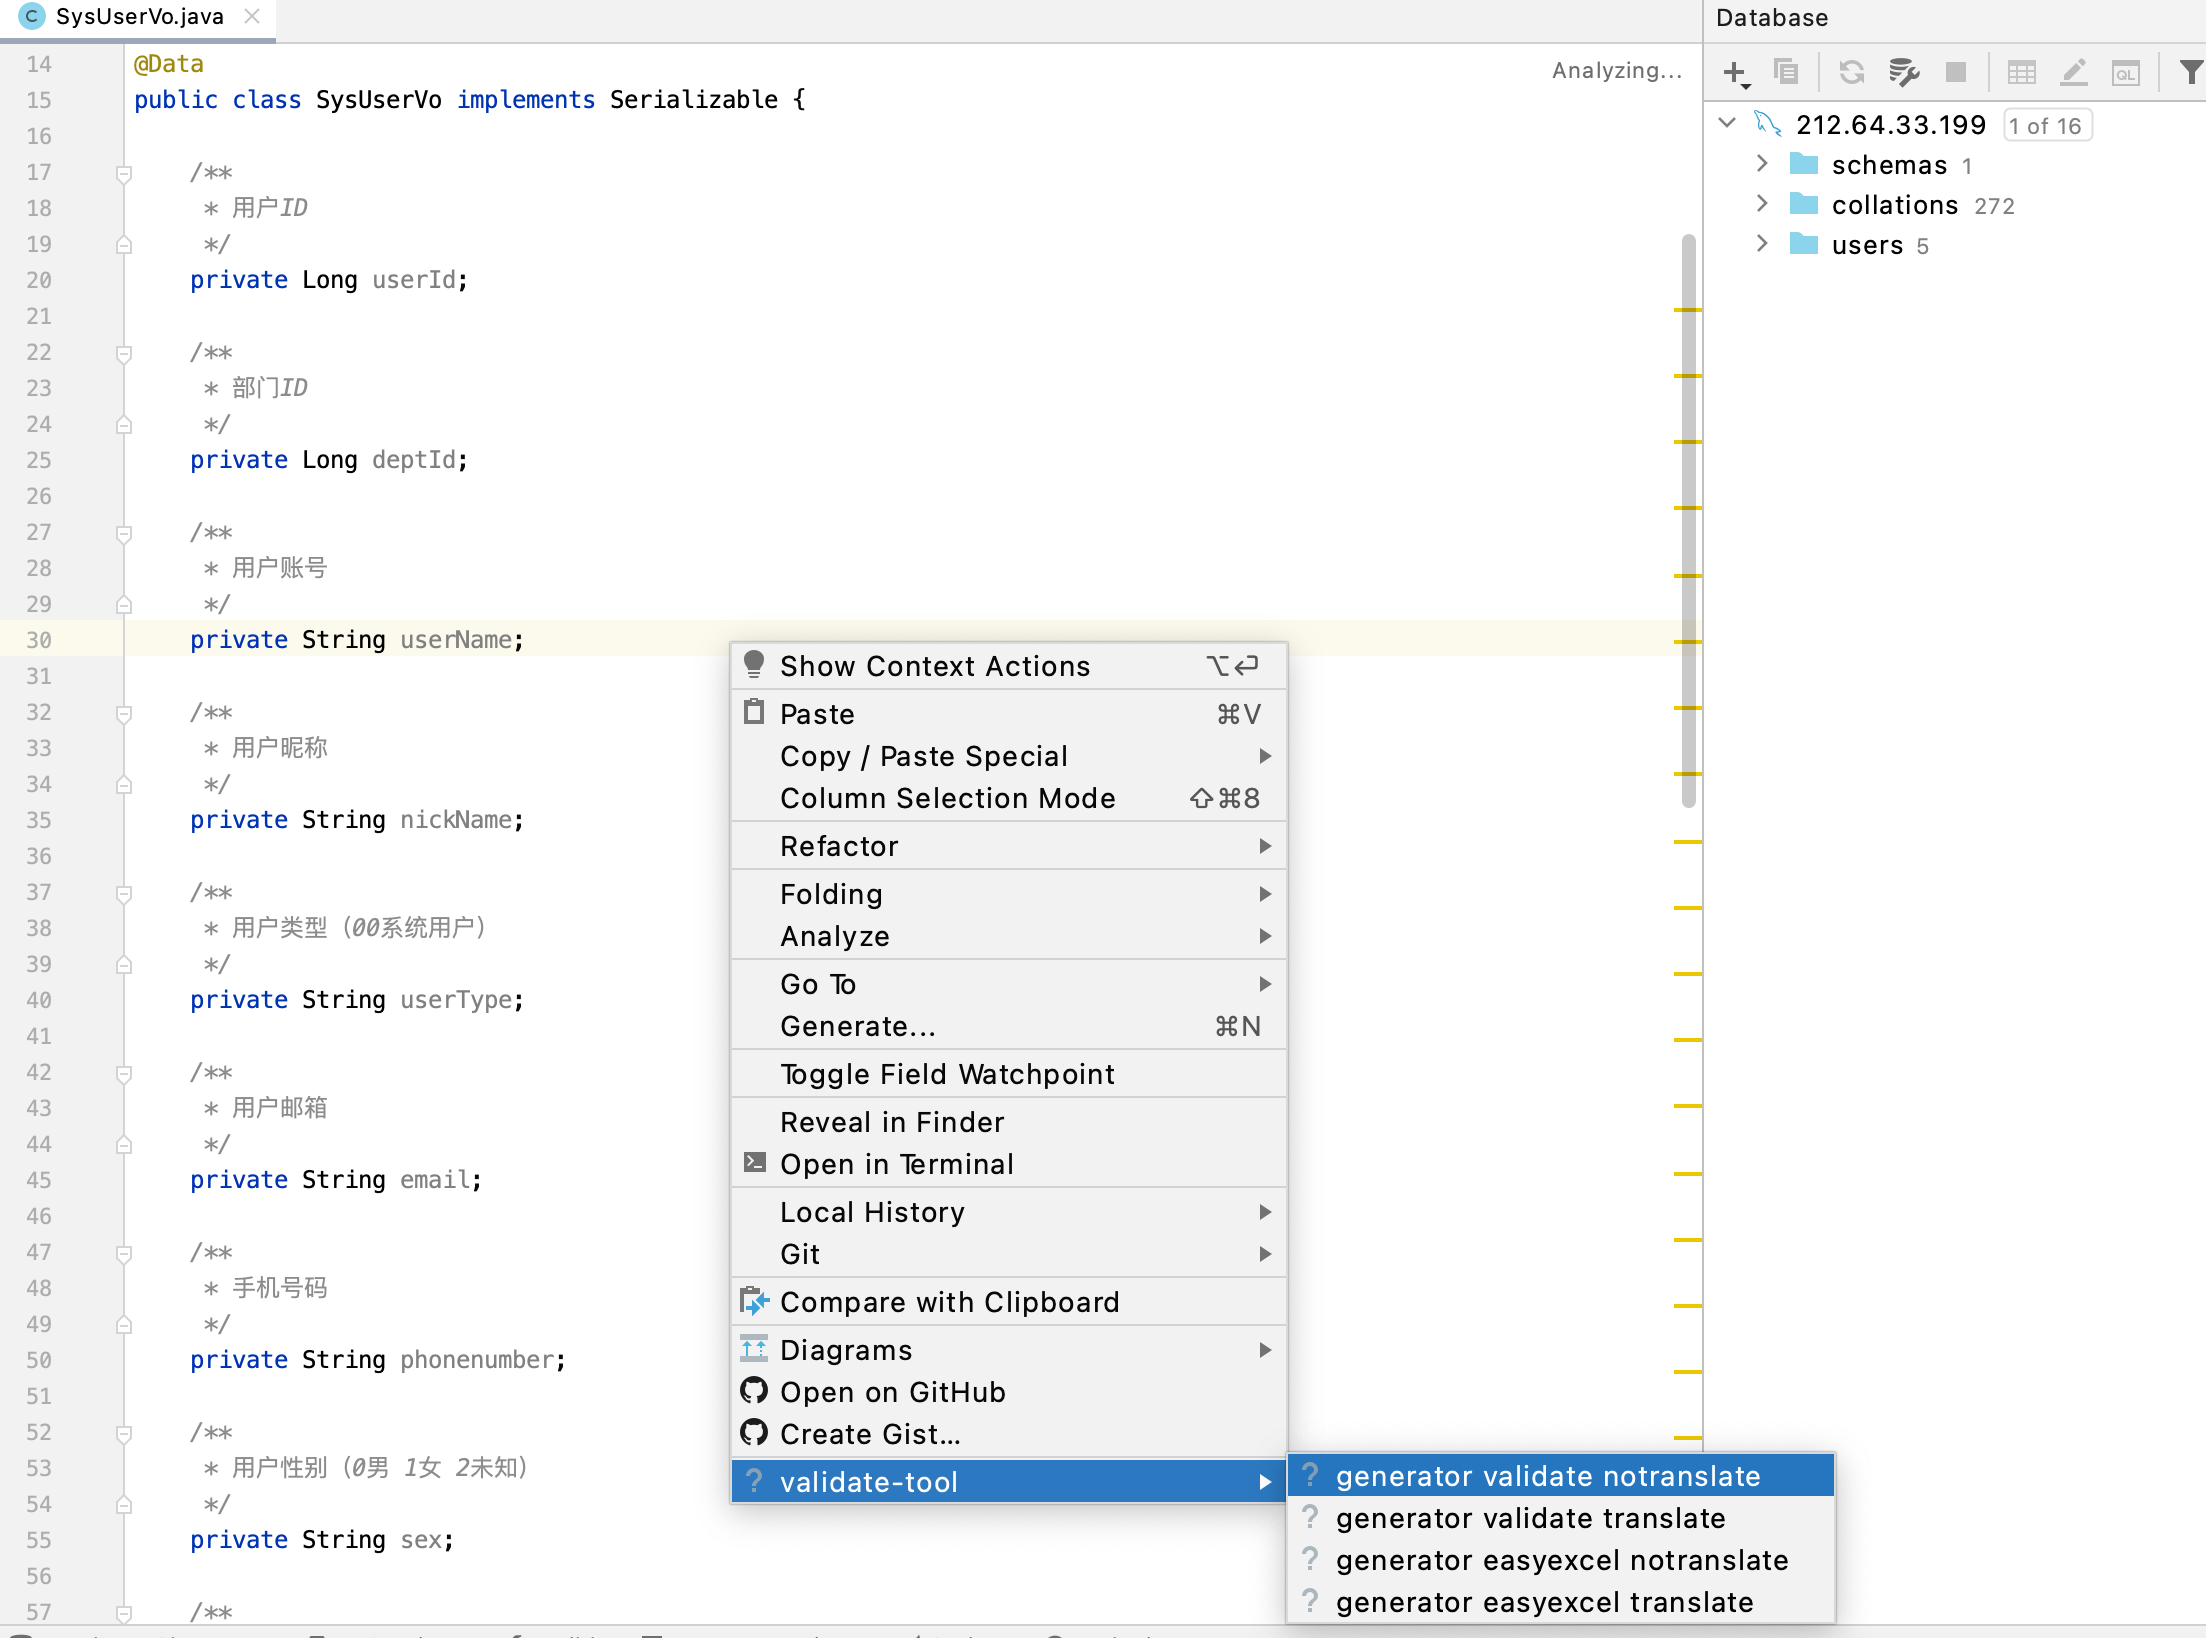 SysUserVo.java
14 @Data
Analyzing...
15 public class SysUserVo implements Serializable {
16
17 /**
18 * 用户ID
19 */
20 private Long userId;
21
22 /**
23 * 部门ID
24 */
25 private Long deptId;
26
27 /**
28 * 用户账号
29 */
30 private String userName;
31
32 /**
33 * 用户昵称
34 */
35 private String nickName;
36
37 /**
38 * 用户类型（00系统用户）
39 */
40 private String userType;
41
42 /**
43 * 用户邮箱
44 */
45 private String email;
46
47 /**
48 * 手机号码
49 */
50 private String phonenumber;
51
52 /**
53 * 用户性别（0男 1女 2未知）
54 */
55 private String sex;
56
57 /**
Show Context Actions ⌥⏎
Paste ⌘V
Copy / Paste Special
Column Selection Mode ⇧⌘8
Refactor
Folding
Analyze
Go To
Generate... ⌘N
Toggle Field Watchpoint
Reveal in Finder
Open in Terminal
Local History
Git
Compare with Clipboard
Diagrams
Open on GitHub
Create Gist...
? validate-tool
? generator validate notranslate
? generator validate translate
? generator easyexcel notranslate
? generator easyexcel translate
Database
QL
212.64.33.199 1 of 16
schemas 1
collations 272
users 5